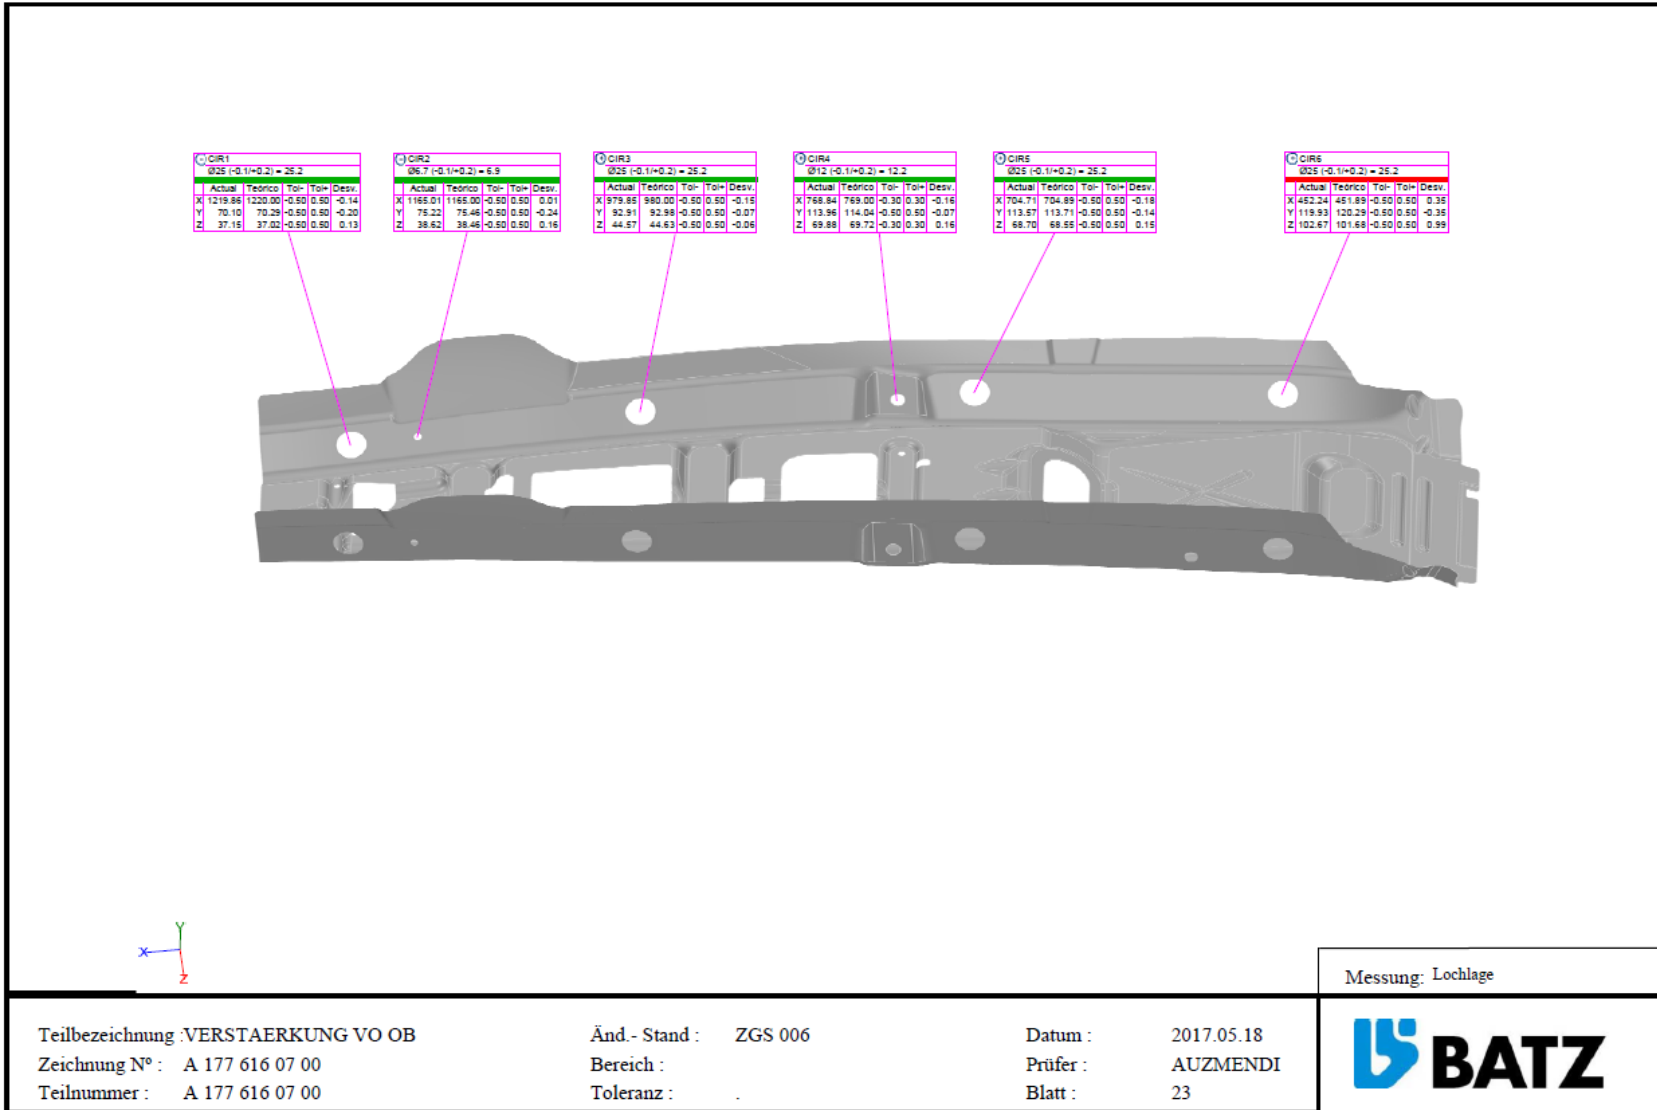 CIR1
Ø25 (-0.1/+0.2) = 25.2
Actual Teórico Tol- Tol+ Desv.
X 1219.86 1220.00 -0.50 0.50 -0.14
Y 70.10 70.29 -0.50 0.50 -0.20
Z 37.15 37.02 -0.50 0.50 0.13
CIR2
Ø6.7 (-0.1/+0.2) = 6.9
Actual Teórico Tol- Tol+ Desv.
X 1165.01 1165.00 -0.50 0.50 0.01
Y 75.22 75.46 -0.50 0.50 -0.24
Z 38.62 38.46 -0.50 0.50 0.16
CIR3
Ø25 (-0.1/+0.2) = 25.2
Actual Teórico Tol- Tol+ Desv.
X 979.85 980.00 -0.50 0.50 -0.15
Y 92.91 92.98 -0.50 0.50 -0.07
Z 44.57 44.63 -0.50 0.50 -0.06
CIR4
Ø12 (-0.1/+0.2) = 12.2
Actual Teórico Tol- Tol+ Desv.
X 768.84 769.00 -0.30 0.30 -0.16
Y 113.96 114.04 -0.50 0.50 -0.07
Z 69.88 69.72 -0.30 0.30 0.16
CIR5
Ø25 (-0.1/+0.2) = 25.2
Actual Teórico Tol- Tol+ Desv.
X 704.71 704.89 -0.50 0.50 -0.18
Y 113.57 113.71 -0.50 0.50 -0.14
Z 68.70 68.55 -0.50 0.50 0.15
CIR6
Ø25 (-0.1/+0.2) = 25.2
Actual Teórico Tol- Tol+ Desv.
X 452.24 451.89 -0.50 0.50 0.35
Y 119.93 120.29 -0.50 0.50 -0.35
Z 102.67 101.68 -0.50 0.50 0.99
Y
X
Z
Messung: Lochlage
Teilbezeichnung :VERSTAERKUNG VO OB
Änd.- Stand : ZGS 006
Datum : 2017.05.18
Zeichnung Nº : A 177 616 07 00
Bereich :
Prüfer : AUZMENDI
Teilnummer : A 177 616 07 00
Toleranz : .
Blatt : 23
BATZ